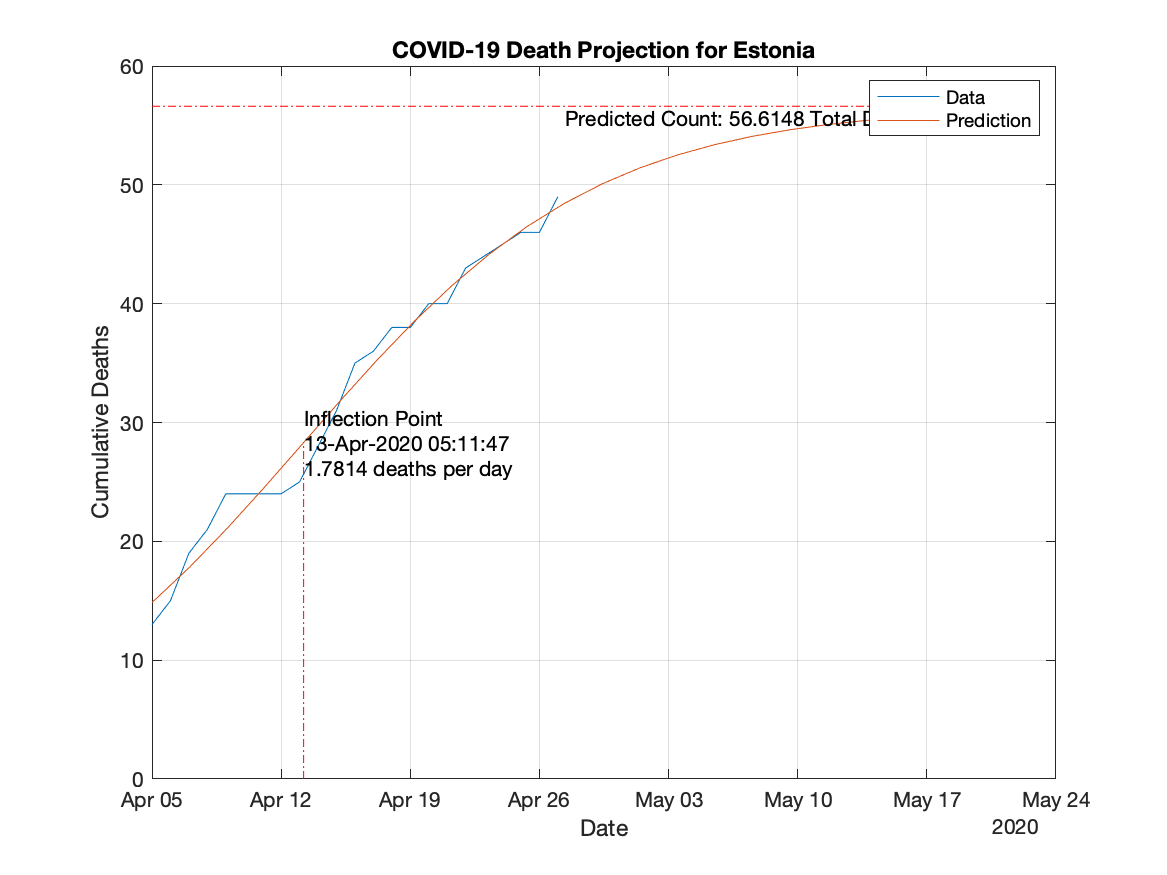 COVID-19 Death Projection for Estonia
60
50
40
30
20
10
0
Cumulative Deaths
Data
Prediction
Predicted Count: 56.6148 Total
Inflection Point
13-Apr-2020 05:11:47
1.7814 deaths per day
Apr 05 Apr 12 Apr 19 Apr 26 May 03 May 10 May 17 May 24
Date
2020